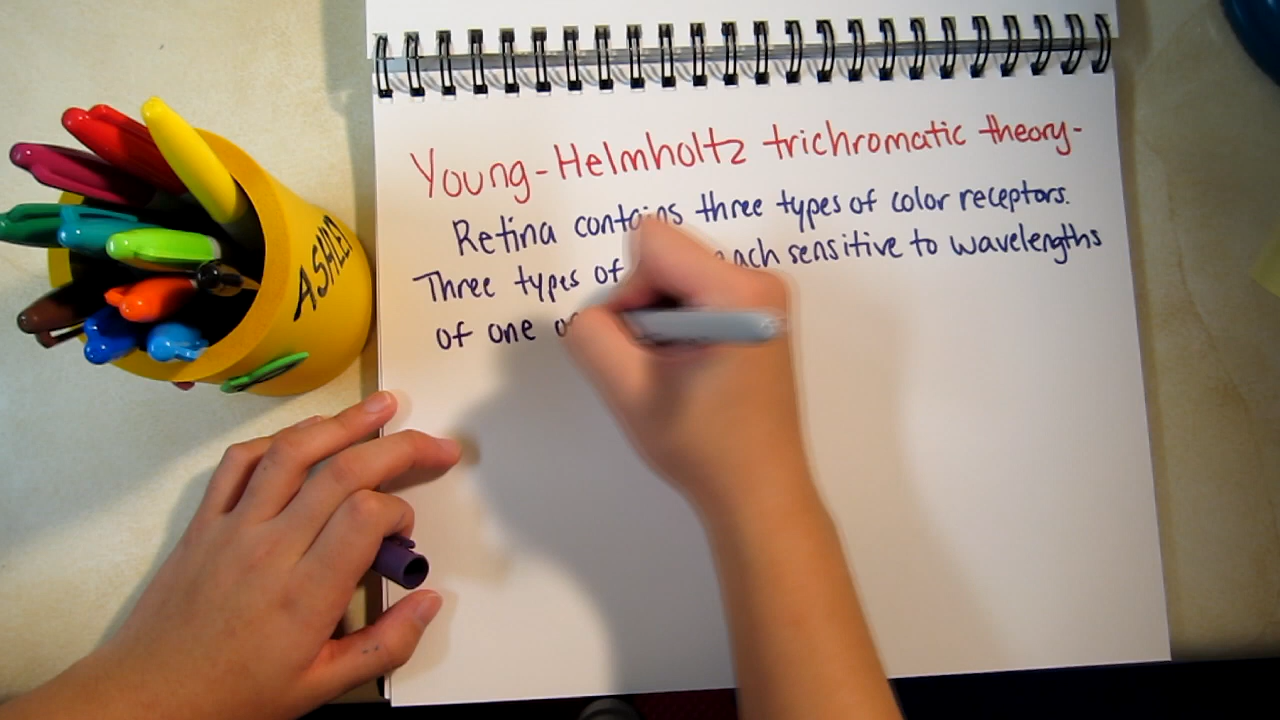 Young-Helmholtz trichromatic theory-
Retina contains three types of color receptors.
Three types of each sensitive to wavelengths
of one
ASHLEY